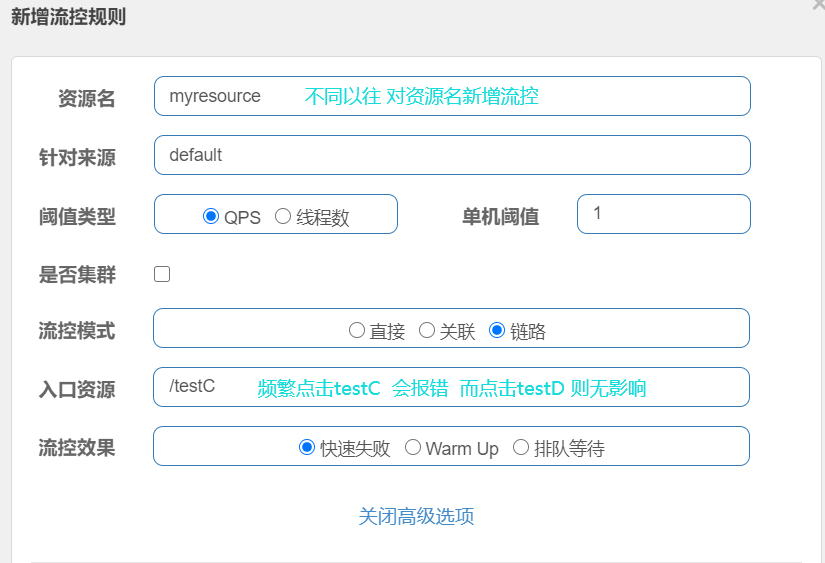 新增流控规则
资源名 myresource 不同以往 对资源名新增流控
针对来源 default
阈值类型 QPS 线程数 单机阈值 1
是否集群
流控模式 直接 关联 链路
入口资源 /testC 频繁点击testC 会报错 而点击testD 则无影响
流控效果 快速失败 Warm Up 排队等待
关闭高级选项